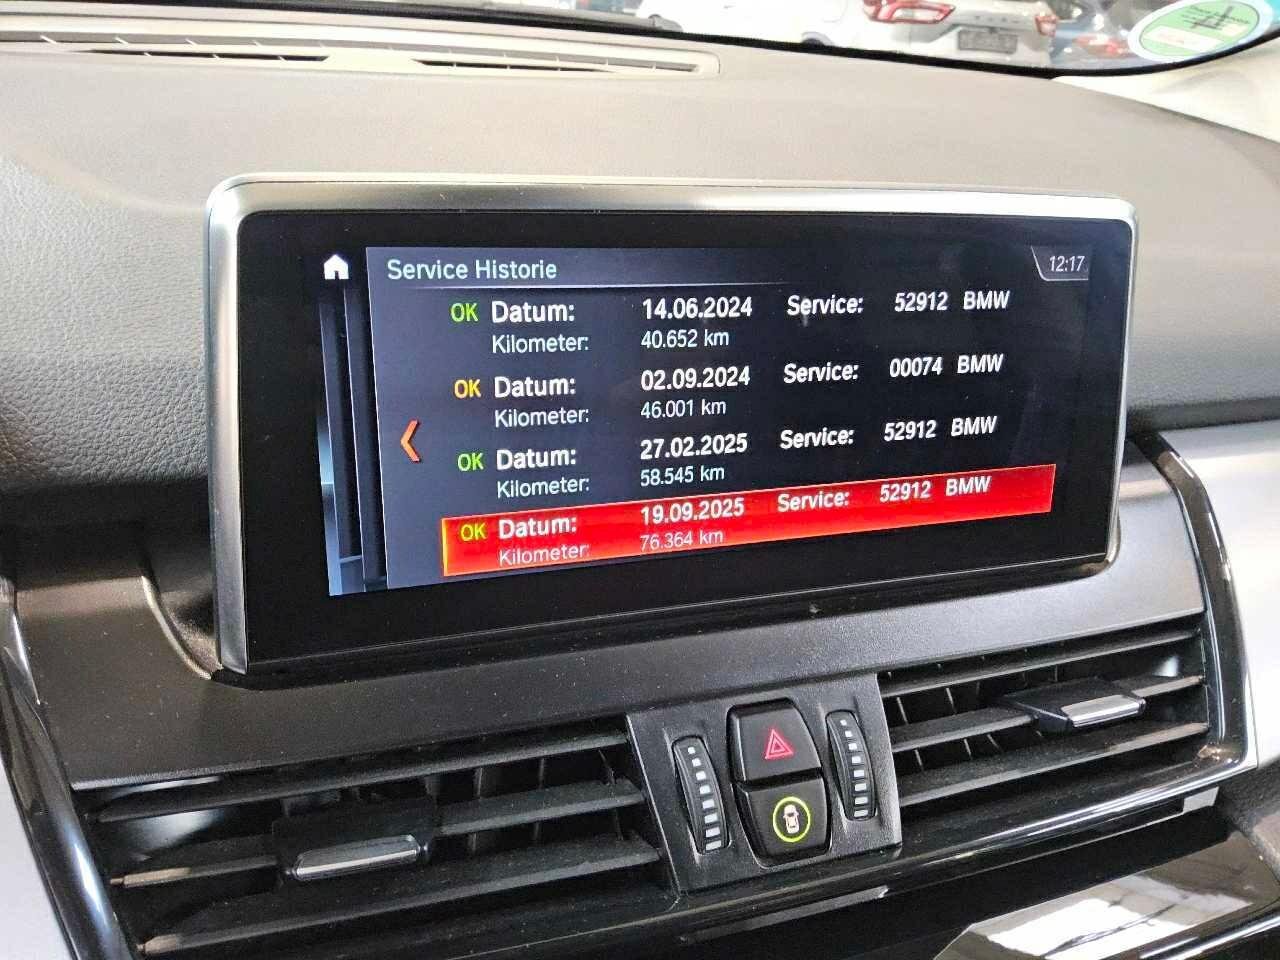 Service Historie
12:17
OK Datum: 14.06.2024 Service: 52912 BMW
Kilometer: 40.652 km
OK Datum: 02.09.2024 Service: 00074 BMW
Kilometer: 46.001 km
OK Datum: 27.02.2025 Service: 52912 BMW
Kilometer: 58.545 km
OK Datum: 19.09.2025 Service: 52912 BMW
Kilometer: 76.364 km